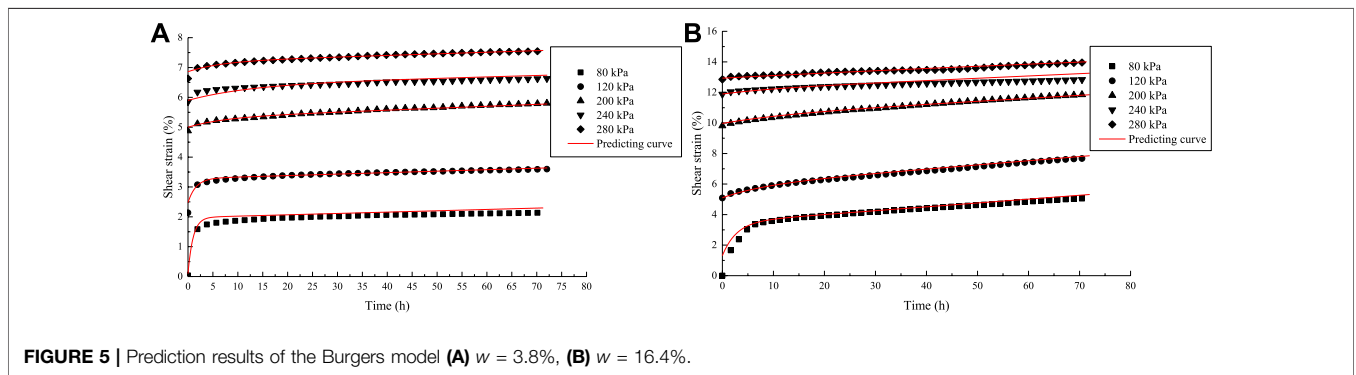 A
8
7
6
5
4
3
2
1
0
Shear strain (%)
0 5 10 15 20 25 30 35 40 45 50 55 60 65 70 75 80
Time (h)
80 kPa
120 kPa
200 kPa
240 kPa
280 kPa
Predicting curve
B
16
14
12
10
8
6
4
2
0
Shear strain (%)
0 10 20 30 40 50 60 70 80
Time (h)
80 kPa
120 kPa
200 kPa
240 kPa
280 kPa
Predicting curve
FIGURE 5 | Prediction results of the Burgers model (A) w = 3.8%, (B) w = 16.4%.